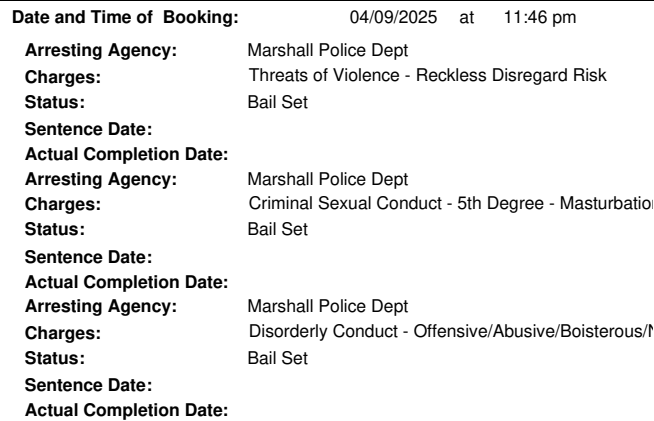 Date and Time of Booking: 04/09/2025 at 11:46 pm
Arresting Agency: Marshall Police Dept
Charges: Threats of Violence - Reckless Disregard Risk
Status: Bail Set
Sentence Date:
Actual Completion Date:
Arresting Agency: Marshall Police Dept
Charges: Criminal Sexual Conduct - 5th Degree -
Status: Bail Set
Sentence Date:
Actual Completion Date:
Arresting Agency: Marshall Police Dept
Charges: Disorderly Conduct - Offensive/Abusive/Boisterous/
Status: Bail Set
Sentence Date:
Actual Completion Date: